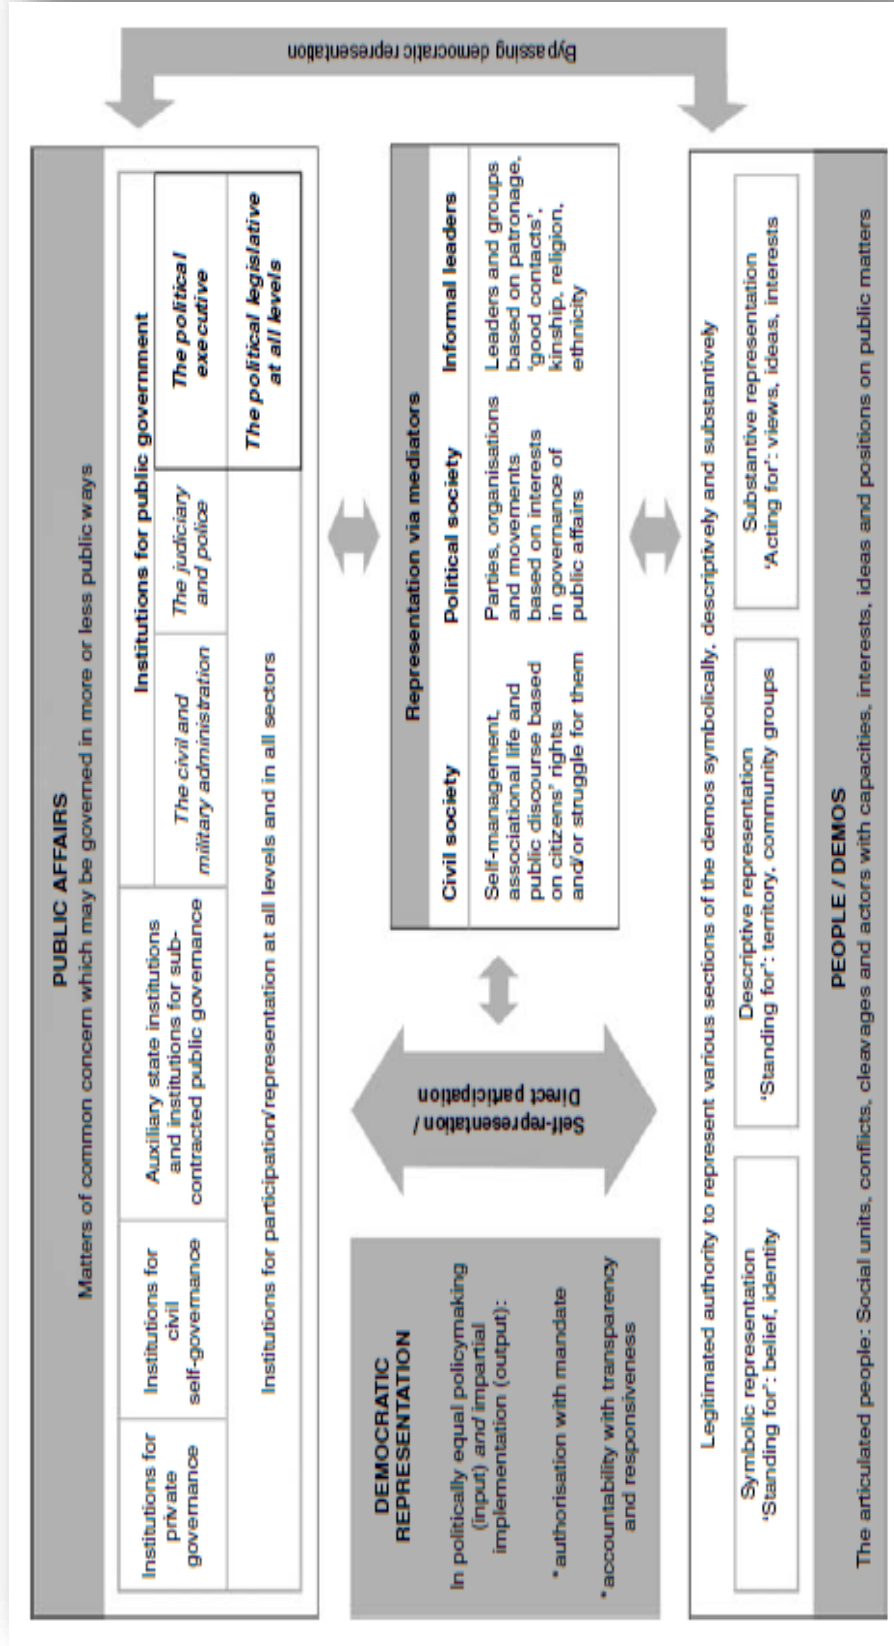 PUBLIC AFFAIRS
Matters of common concern which may be governed in more or less public ways
Institutions for
private
governance
Institutions for
civil
self-governance
Auxiliary state institutions
and institutions for sub-
contracted public governance
Institutions for public government
The civil and
military administration
The judiciary
and police
The political
executive
Institutions for participation/representation at all levels and in all sectors
The political legislative
at all levels
DEMOCRATIC
REPRESENTATION
In politically equal policymaking
(input) and impartial
implementation (output):
*authorisation with mandate
*accountability with transparency
and responsiveness
Self-representation /
Direct participation
Representation via mediators
Civil society
Self-management,
associational life and
public discourse based
on citizens' rights
and/or struggle for them
Political society
Parties, organisations
and movements
based on interests
in governance of
public affairs
Informal leaders
Leaders and groups
based on patronage,
'good contacts',
kinship, religion,
ethnicity
Bypassing democratic representation
Legitimated authority to represent various sections of the demos symbolically, descriptively and substantively
Symbolic representation
'Standing for': belief, identity
Descriptive representation
'Standing for': territory, community groups
Substantive representation
'Acting for': views, ideas, interests
PEOPLE / DEMOS
The articulated people: Social units, conflicts, cleavages and actors with capacities, interests, ideas and positions on public matters